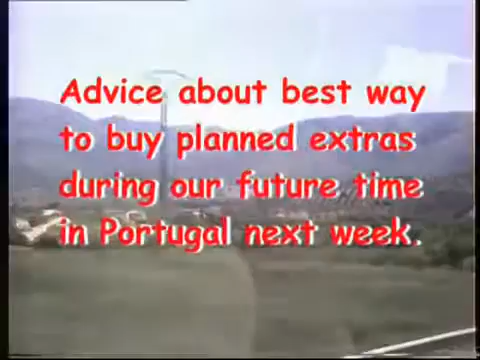 Advice about best way
to buy planned extras
during our future time
in Portugal next week.